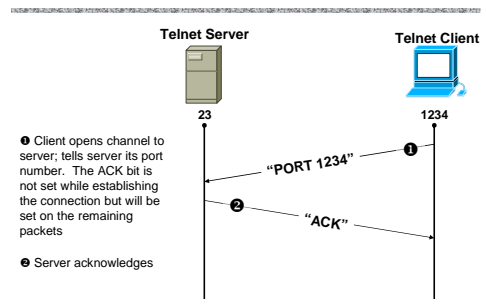 Telnet Server
Telnet Client
23
1234
❶ Client opens channel to
server; tells server its port
number. The ACK bit is
not set while establishing
the connection but will be
set on the remaining
packets
❶
“PORT 1234”
❷
“ACK”
❷ Server acknowledges